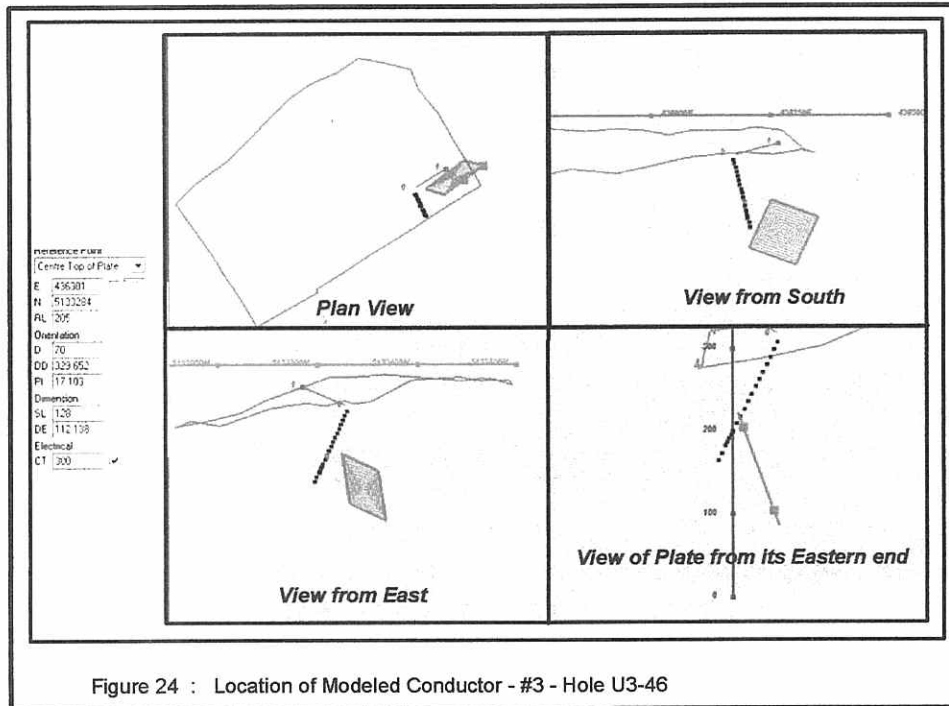 Plan View
View from South
Reference Point
Centre Top of Plate
E 436301
N 5133284
RL 205
Orientation
D 70
DD 329.652
PI 17.103
Dimension
SL 128
DE 112.138
Electrical
CT 300
View from East
200
100
0
View of Plate from its Eastern end
Figure 24 : Location of Modeled Conductor - #3 - Hole U3-46